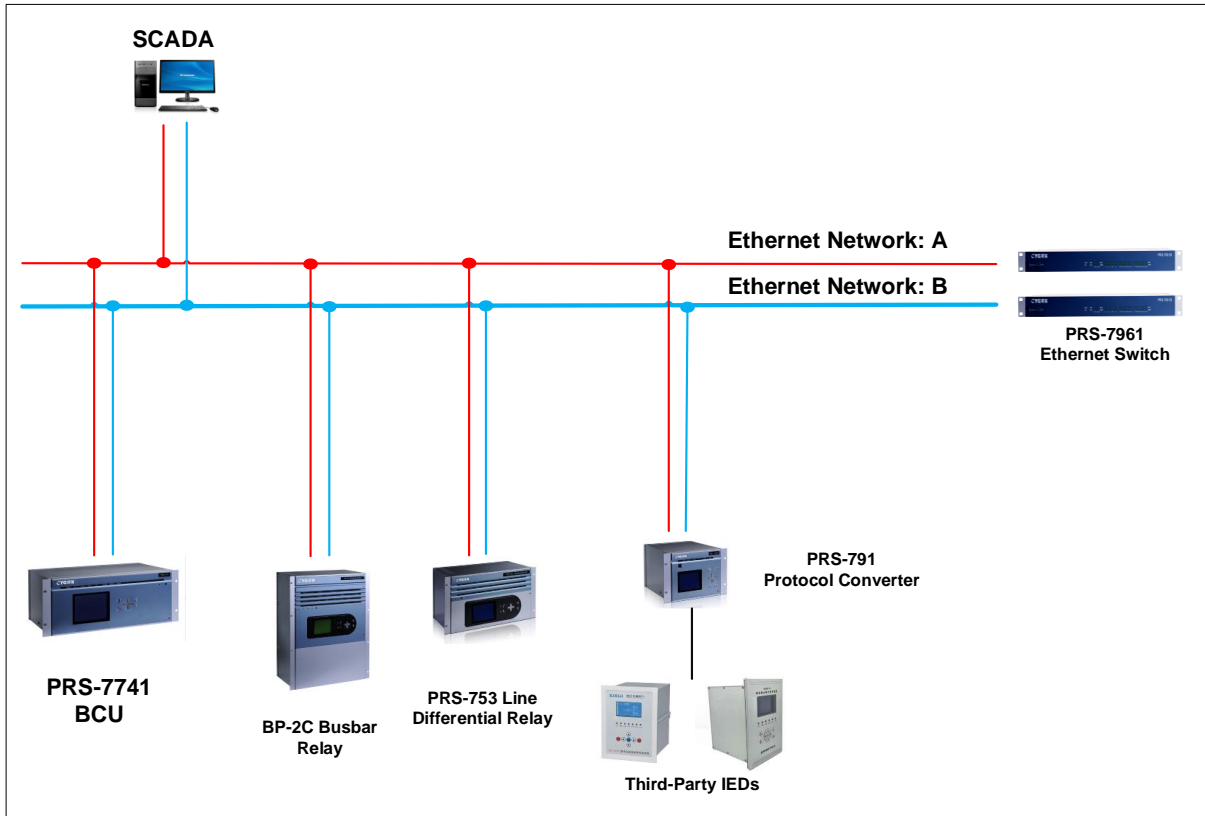 SCADA
Ethernet Network: A
Ethernet Network: B
PRS-7961
Ethernet Switch
PRS-791
Protocol Converter
PRS-7741
BCU
BP-2C Busbar
Relay
PRS-753 Line
Differential Relay
Third-Party IEDs